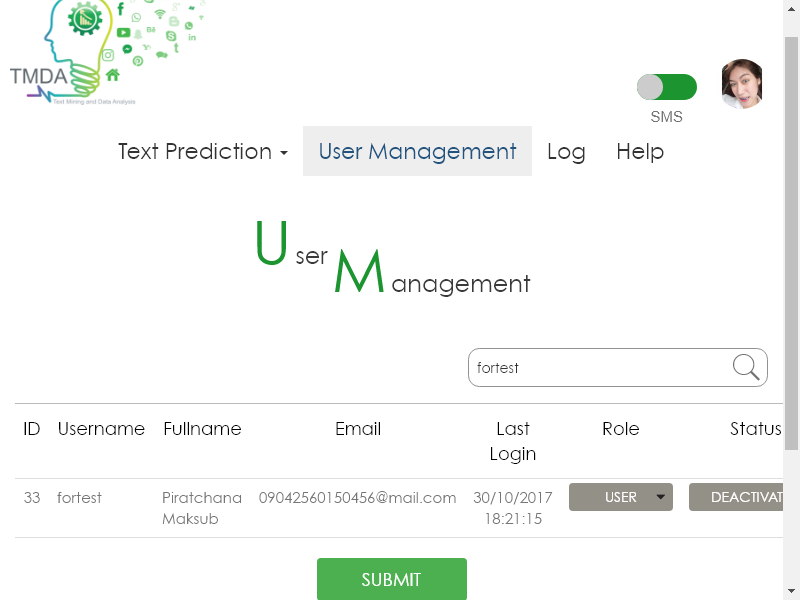 TMDA
Text Mining and Data Analysis
SMS
Text Prediction User Management Log Help
User Management
fortest
ID Username Fullname Email Last Login Role Status
33 fortest Piratchana Maksub 09042560150456@mail.com 30/10/2017 18:21:15 USER DEACTIVAT
SUBMIT